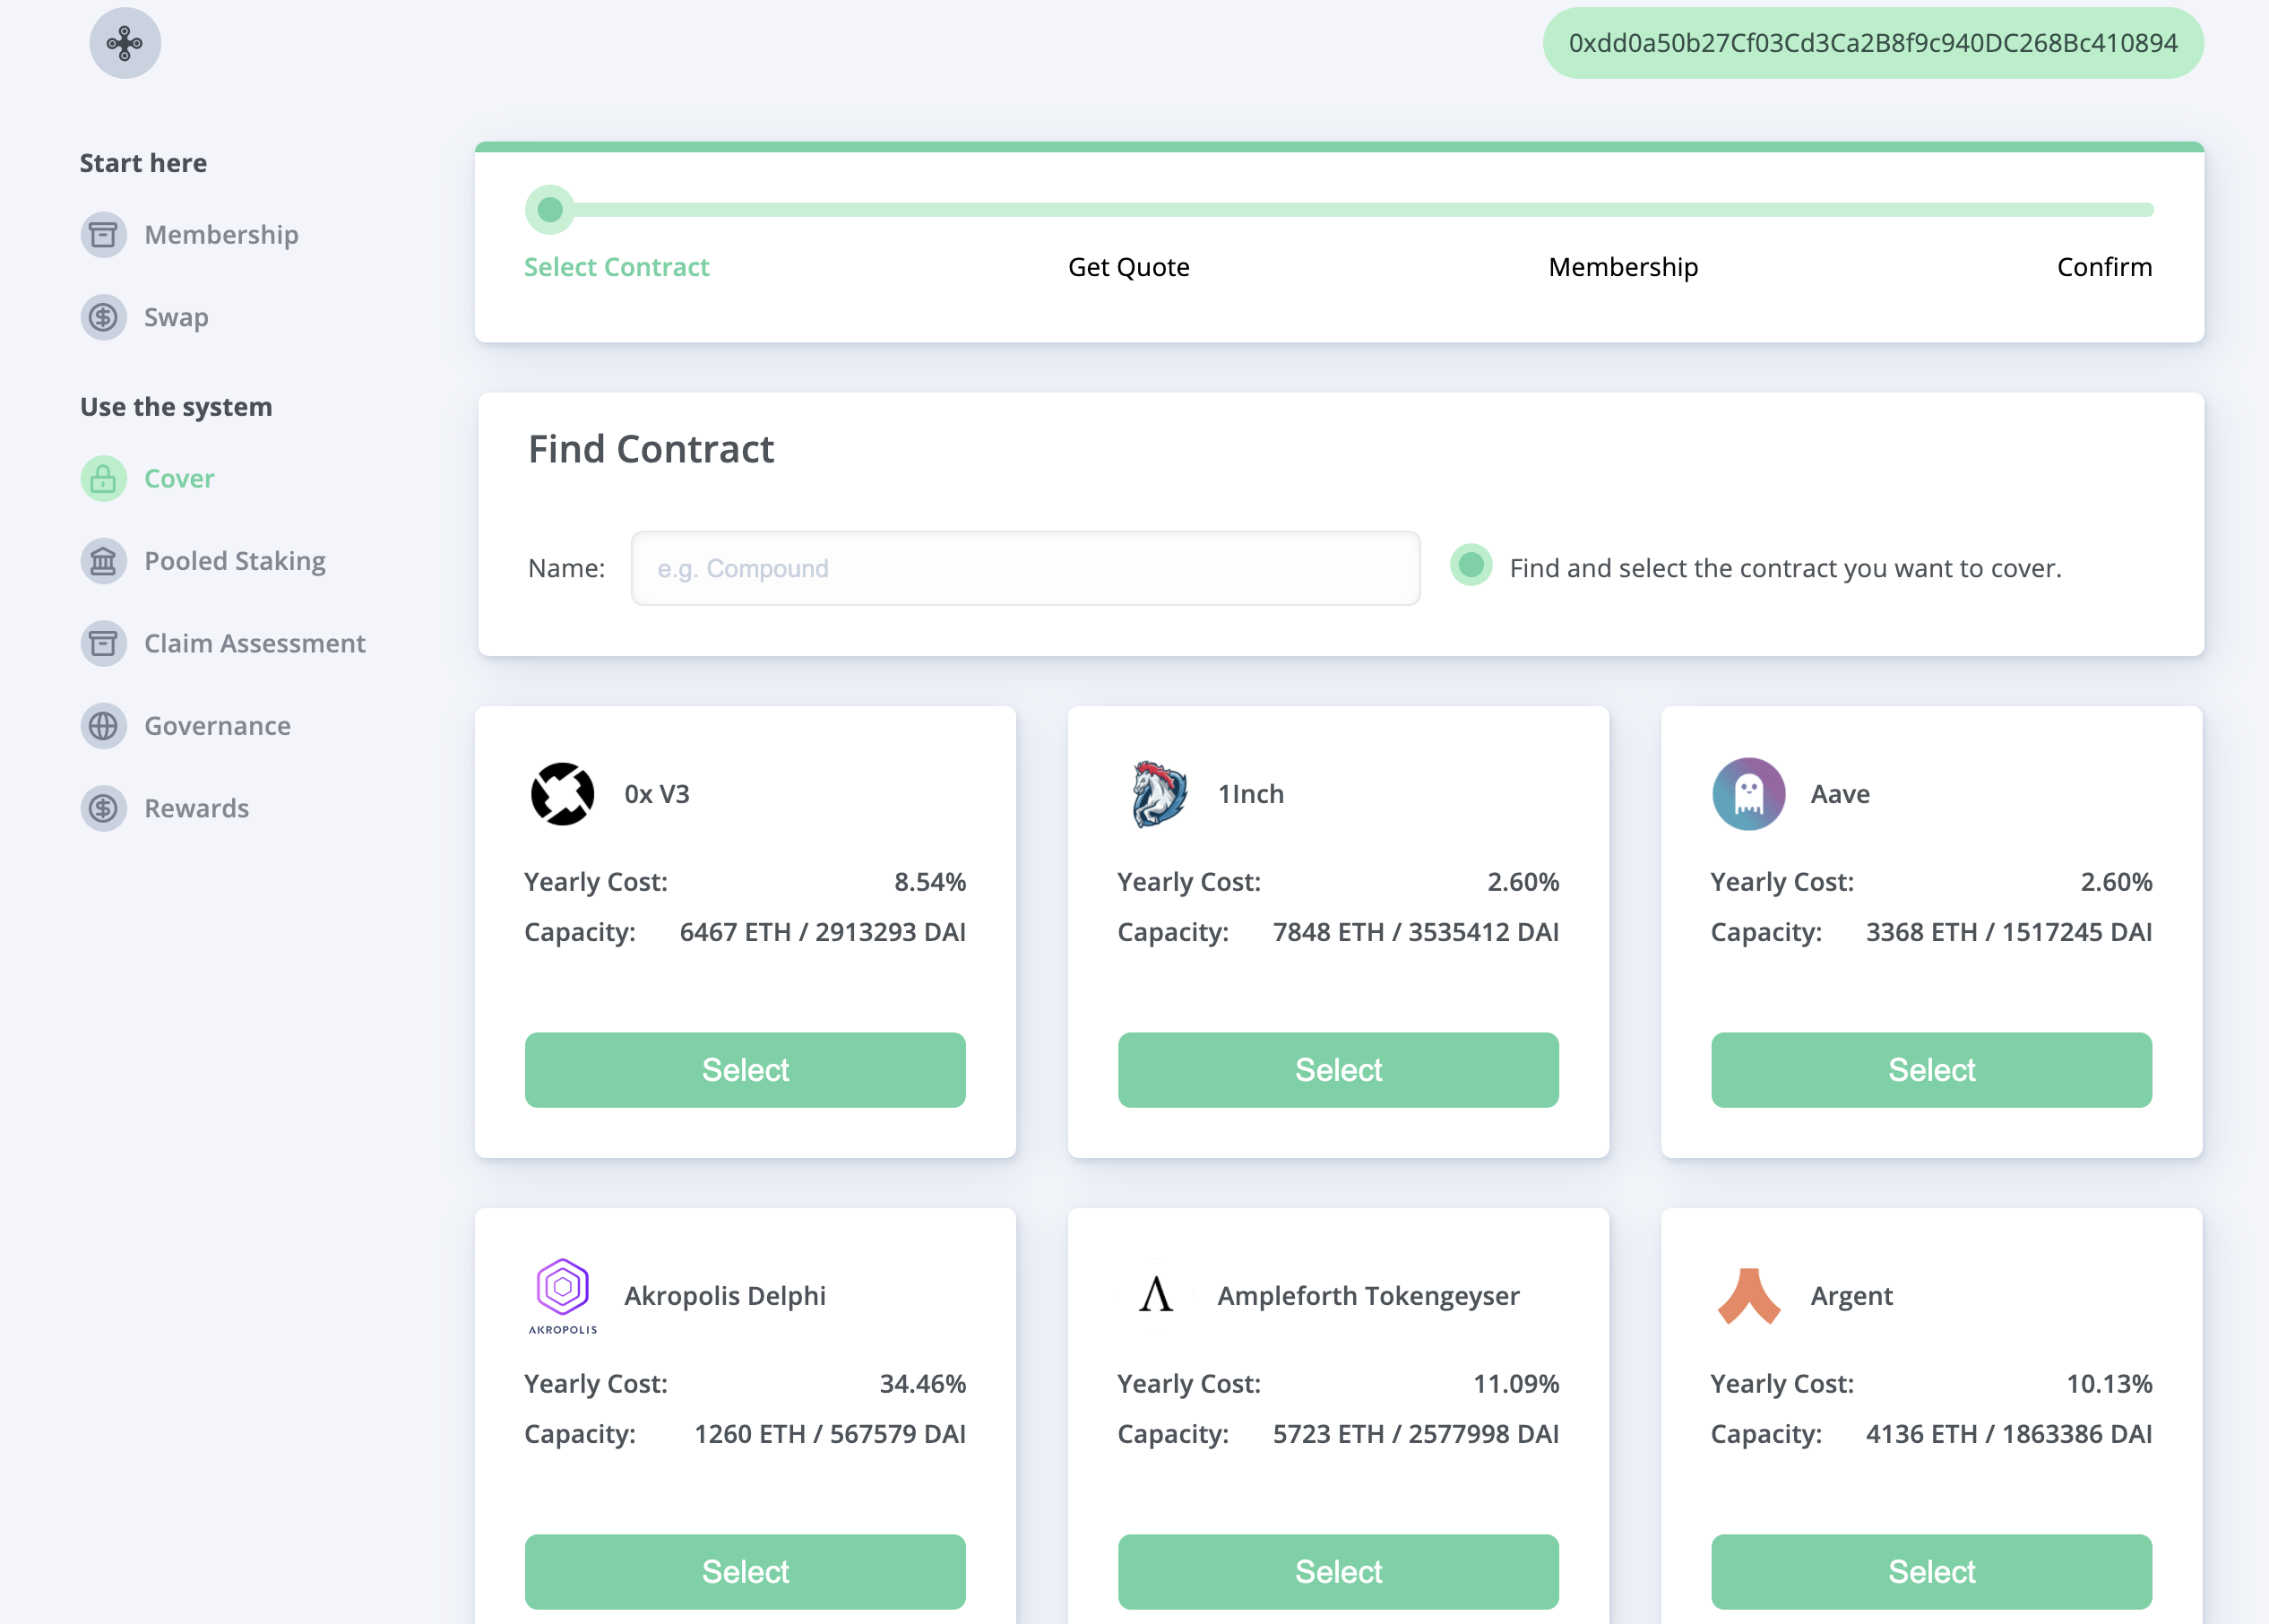 0xdd0a50b27Cf03Cd3Ca2B8f9c940DC268Bc410894
Start here
Membership
Swap
Use the system
Cover
Pooled Staking
Claim Assessment
Governance
Rewards
Select Contract
Get Quote
Membership
Confirm
Find Contract
Name:
e.g. Compound
Find and select the contract you want to cover.
0x V3
Yearly Cost: 8.54%
Capacity: 6467 ETH / 2913293 DAI
Select
1Inch
Yearly Cost: 2.60%
Capacity: 7848 ETH / 3535412 DAI
Select
Aave
Yearly Cost: 2.60%
Capacity: 3368 ETH / 1517245 DAI
Select
AKROPOLIS
Akropolis Delphi
Yearly Cost: 34.46%
Capacity: 1260 ETH / 567579 DAI
Select
Ampleforth Tokengeyser
Yearly Cost: 11.09%
Capacity: 5723 ETH / 2577998 DAI
Select
Argent
Yearly Cost: 10.13%
Capacity: 4136 ETH / 1863386 DAI
Select